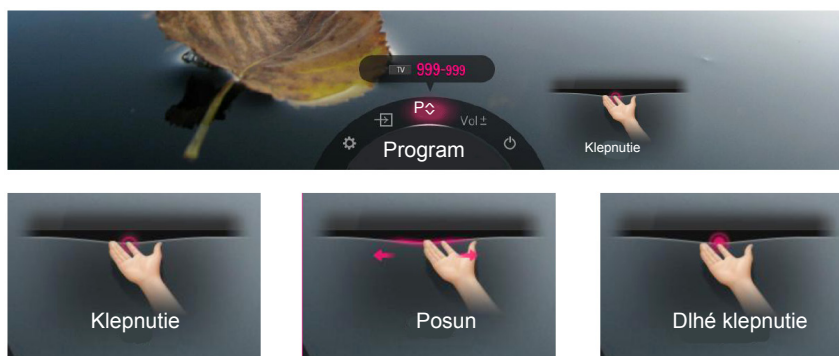 TV 999-999
P
Vol ±
Program
Klepnutie
Klepnutie
Posun
Dlhé klepnutie